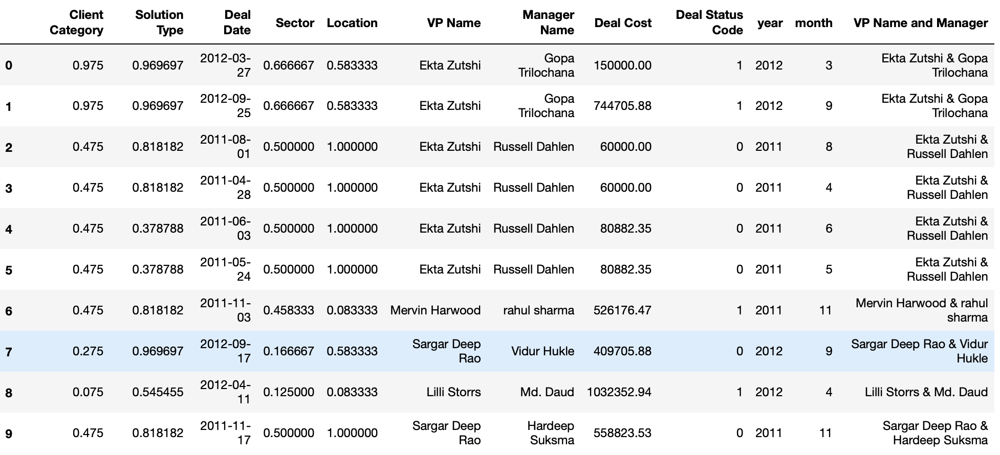 Client Category Solution Type Deal Date Sector Location VP Name Manager Name Deal Cost Deal Status Code year month VP Name and Manager
0 0.975 0.969697 2012-03-27 0.666667 0.583333 Ekta Zutshi Gopa Trilochana 150000.00 1 2012 3 Ekta Zutshi & Gopa Trilochana
1 0.975 0.969697 2012-09-25 0.666667 0.583333 Ekta Zutshi Gopa Trilochana 744705.88 1 2012 9 Ekta Zutshi & Gopa Trilochana
2 0.475 0.818182 2011-08-01 0.500000 1.000000 Ekta Zutshi Russell Dahlen 60000.00 0 2011 8 Ekta Zutshi & Russell Dahlen
3 0.475 0.818182 2011-04-28 0.500000 1.000000 Ekta Zutshi Russell Dahlen 60000.00 0 2011 4 Ekta Zutshi & Russell Dahlen
4 0.475 0.378788 2011-06-03 0.500000 1.000000 Ekta Zutshi Russell Dahlen 80882.35 0 2011 6 Ekta Zutshi & Russell Dahlen
5 0.475 0.378788 2011-05-24 0.500000 1.000000 Ekta Zutshi Russell Dahlen 80882.35 0 2011 5 Ekta Zutshi & Russell Dahlen
6 0.475 0.818182 2011-11-03 0.458333 0.083333 Mervin Harwood rahul sharma 526176.47 1 2011 11 Mervin Harwood & rahul sharma
7 0.275 0.969697 2012-09-17 0.166667 0.583333 Sargar Deep Rao Vidur Hukle 409705.88 0 2012 9 Sargar Deep Rao & Vidur Hukle
8 0.075 0.545455 2012-04-11 0.125000 0.083333 Lilli Storrs Md. Daud 1032352.94 1 2012 4 Lilli Storrs & Md. Daud
9 0.475 0.818182 2011-11-17 0.500000 1.000000 Sargar Deep Rao Hardeep Suksma 558823.53 0 2011 11 Sargar Deep Rao & Hardeep Suksma